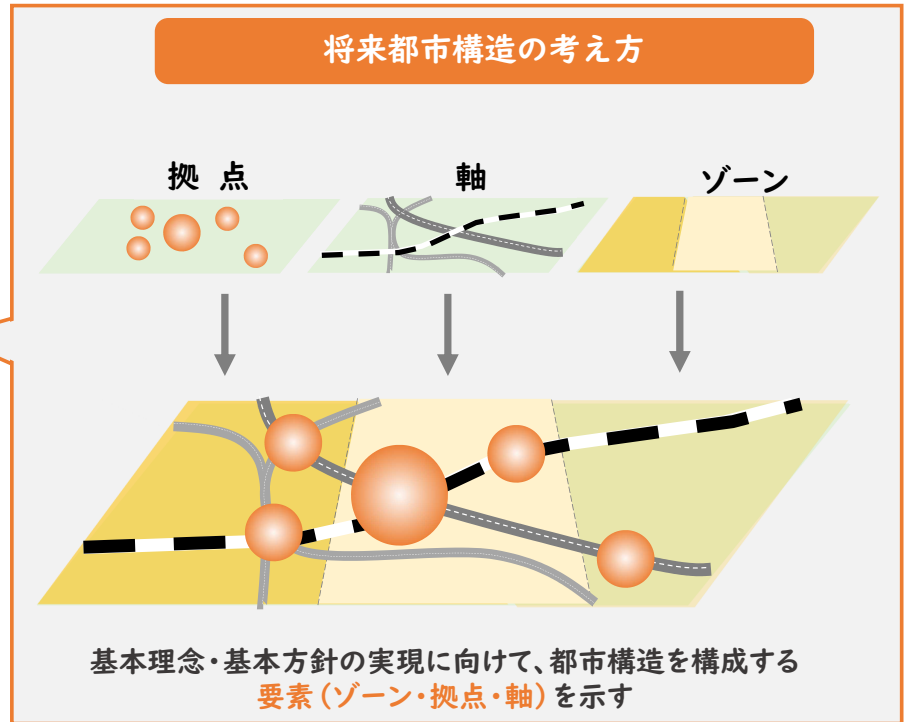 将来都市構造の考え方
拠 点
軸
ゾーン
基本理念・基本方針の実現に向けて、都市構造を構成する
要素(ゾーン・拠点・軸)を示す